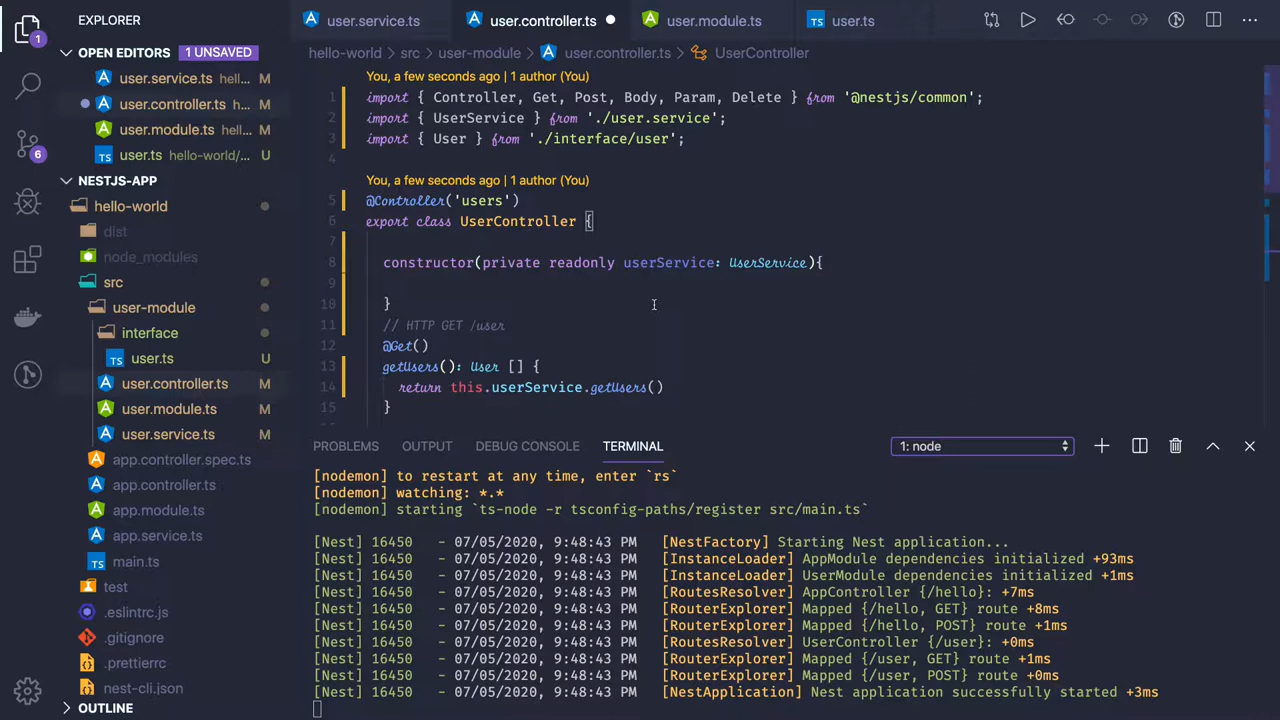 EXPLORER
OPEN EDITORS 1 UNSAVED
user.service.ts hell... M
user.controller.ts h... M
user.module.ts hell... M
TS user.ts hello-world/... U
NESTJS-APP
hello-world
dist
node_modules
src
user-module
interface
TS user.ts U
user.controller.ts M
user.module.ts M
user.service.ts M
app.controller.spec.ts
app.controller.ts
app.module.ts
app.service.ts
TS main.ts
test
.eslintrc.js
.gitignore
.prettierrc
nest-cli.json
OUTLINE
1
6
user.service.ts user.controller.ts user.module.ts TS user.ts
hello-world > src > user-module > user.controller.ts > UserController
You, a few seconds ago | 1 author (You)
1 import { Controller, Get, Post, Body, Param, Delete } from '@nestjs/common';
2 import { UserService } from './user.service';
3 import { User } from './interface/user';
4
You, a few seconds ago | 1 author (You)
5 @Controller('users')
6 export class UserController {
7
8 constructor(private readonly userService: UserService){
9
10 }
11 // HTTP GET /user
12 @Get()
13 getUsers(): User [] {
14 return this.userService.getUsers()
15 }
PROBLEMS OUTPUT DEBUG CONSOLE TERMINAL 1: node
[nodemon] to restart at any time, enter `rs`
[nodemon] watching: *.*
[nodemon] starting `ts-node -r tsconfig-paths/register src/main.ts`
[Nest] 16450 - 07/05/2020, 9:48:43 PM [NestFactory] Starting Nest application...
[Nest] 16450 - 07/05/2020, 9:48:43 PM [InstanceLoader] AppModule dependencies initialized +93ms
[Nest] 16450 - 07/05/2020, 9:48:43 PM [InstanceLoader] UserModule dependencies initialized +1ms
[Nest] 16450 - 07/05/2020, 9:48:43 PM [RoutesResolver] AppController {/hello}: +7ms
[Nest] 16450 - 07/05/2020, 9:48:43 PM [RouterExplorer] Mapped {/hello, GET} route +8ms
[Nest] 16450 - 07/05/2020, 9:48:43 PM [RouterExplorer] Mapped {/hello, POST} route +1ms
[Nest] 16450 - 07/05/2020, 9:48:43 PM [RoutesResolver] UserController {/user}: +0ms
[Nest] 16450 - 07/05/2020, 9:48:43 PM [RouterExplorer] Mapped {/user, GET} route +1ms
[Nest] 16450 - 07/05/2020, 9:48:43 PM [RouterExplorer] Mapped {/user, POST} route +0ms
[Nest] 16450 - 07/05/2020, 9:48:43 PM [NestApplication] Nest application successfully started +3ms